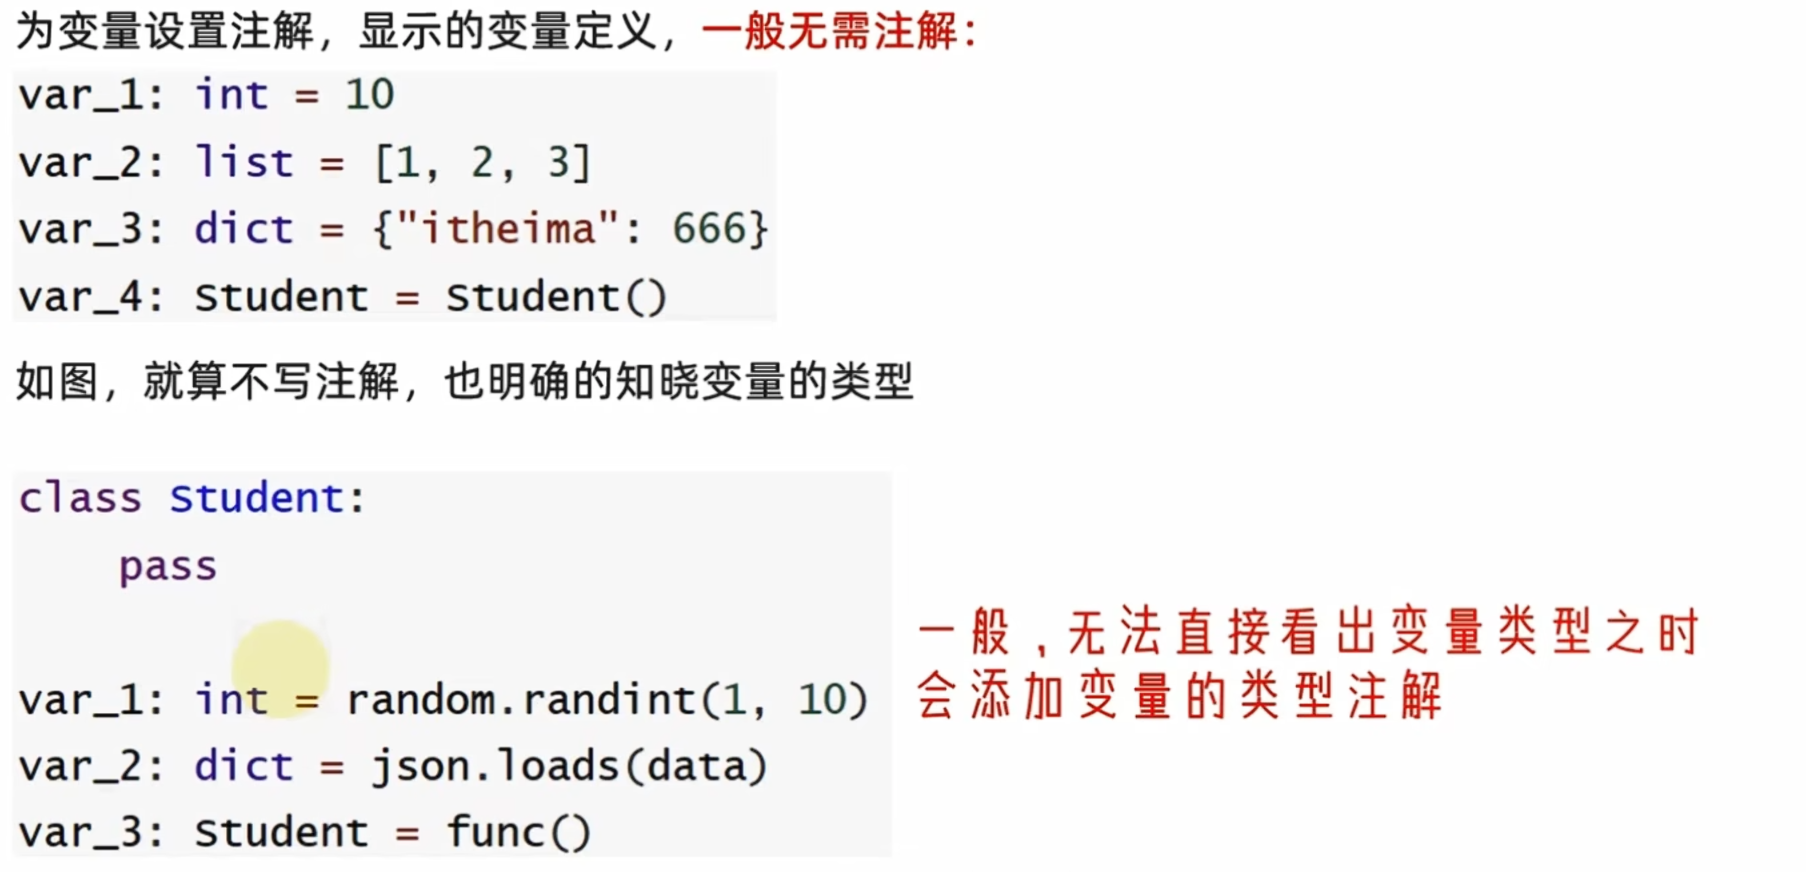 为变量设置注解，显示的变量定义，一般无需注解：
var_1: int = 10
var_2: list = [1, 2, 3]
var_3: dict = {"itheima": 666}
var_4: Student = Student()
如图，就算不写注解，也明确的知晓变量的类型
class Student:
    pass
var_1: int = random.randint(1, 10)
var_2: dict = json.loads(data)
var_3: Student = func()
一般，无法直接看出变量类型之时
会添加变量的类型注解